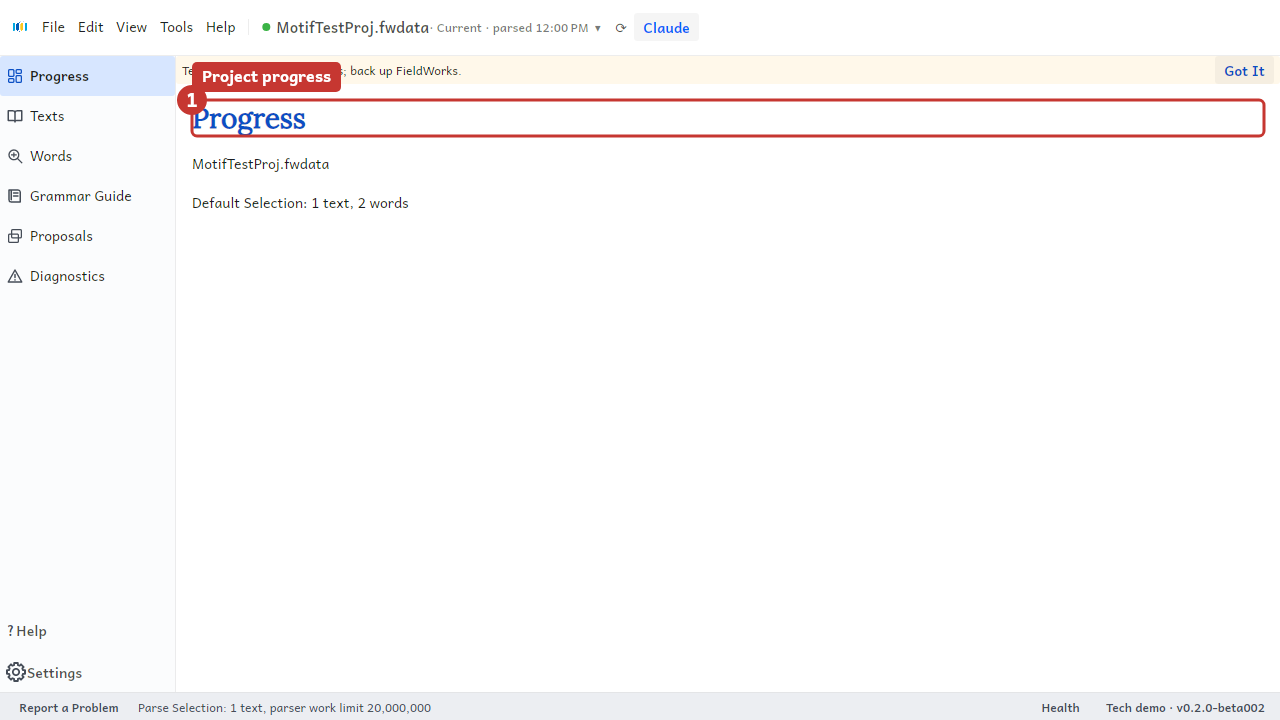 File Edit View Tools Help MotifTestProj.fwdata · Current · parsed 12:00 PM ▾ ⟳ Claude
Progress
Texts
Words
Grammar Guide
Proposals
Diagnostics
? Help
Settings
; back up FieldWorks.
Got It
Project progress
1
Progress
MotifTestProj.fwdata
Default Selection: 1 text, 2 words
Report a Problem Parse Selection: 1 text, parser work limit 20,000,000 Health Tech demo · v0.2.0-beta002